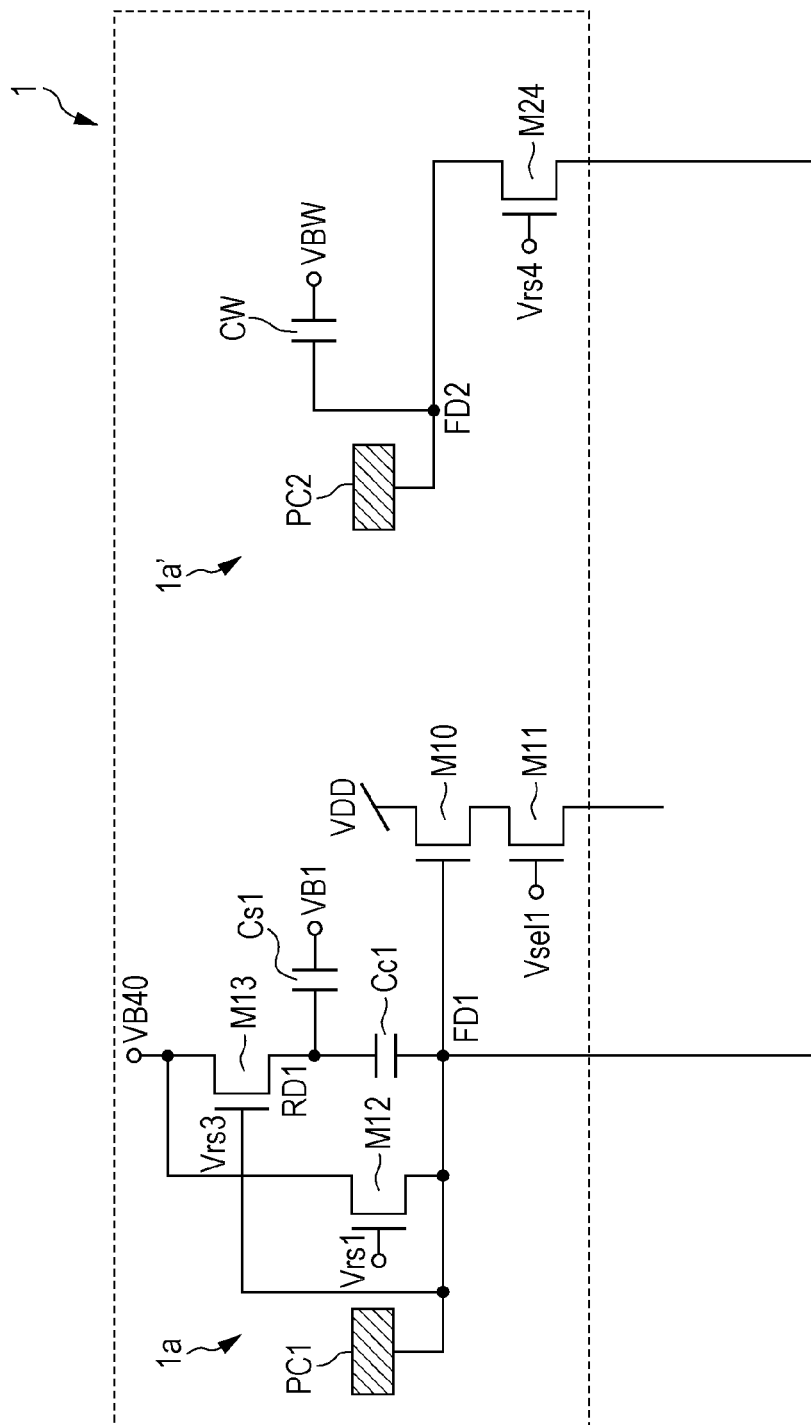 1
1a
PC1
Vrs1
Vrs3
M12
M13
RD1
VB40
Cs1
VB1
Cc1
FD1
VDD
M10
M11
Vsel1
1a'
PC2
CW
VBW
FD2
Vrs4
M24